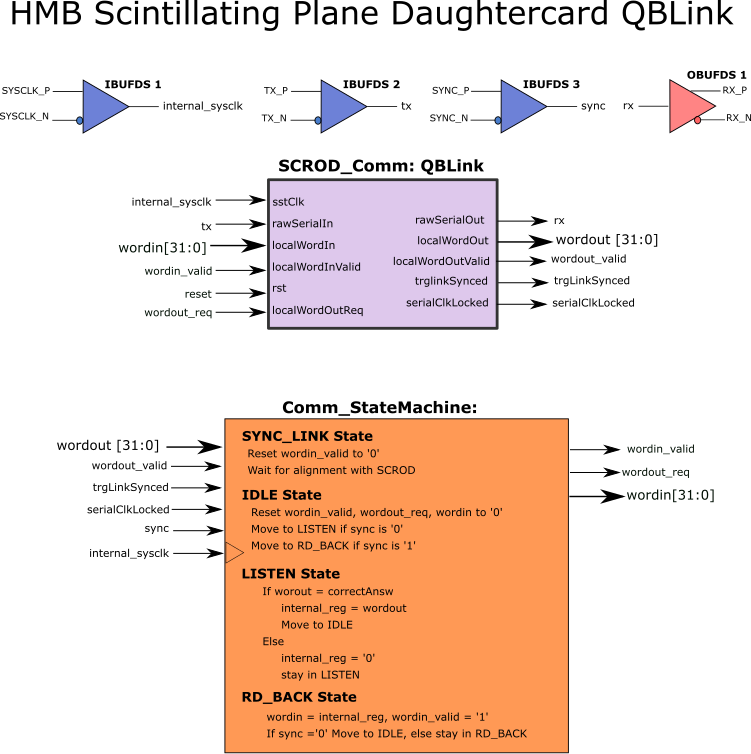 HMB Scintillating Plane Daughtercard QBLink
IBUFDS 1
SYSCLK_P
SYSCLK_N
internal_sysclk
IBUFDS 2
TX_P
TX_N
tx
IBUFDS 3
SYNC_P
SYNC_N
sync
OBUFDS 1
rx
RX_P
RX_N
SCROD_Comm: QBLink
internal_sysclk
tx
wordin[31:0]
wordin_valid
reset
wordout_req
sstClk
rawSerialIn
localWordIn
localWordInValid
rst
localWordOutReq
rawSerialOut
localWordOut
localWordOutValid
trglinkSynced
serialClkLocked
rx
wordout [31:0]
wordout_valid
trgLinkSynced
serialClkLocked
Comm_StateMachine:
wordout [31:0]
wordout_valid
trgLinkSynced
serialClkLocked
sync
internal_sysclk
SYNC_LINK State
Reset wordin_valid to '0'
Wait for alignment with SCROD
IDLE State
Reset wordin_valid, wordout_req, wordin to '0'
Move to LISTEN if sync is '0'
Move to RD_BACK if sync is '1'
LISTEN State
If worout = correctAnsw
internal_reg = wordout
Move to IDLE
Else
internal_reg = '0'
stay in LISTEN
RD_BACK State
wordin = internal_reg, wordin_valid = '1'
If sync ='0' Move to IDLE, else stay in RD_BACK
wordin_valid
wordout_req
wordin[31:0]